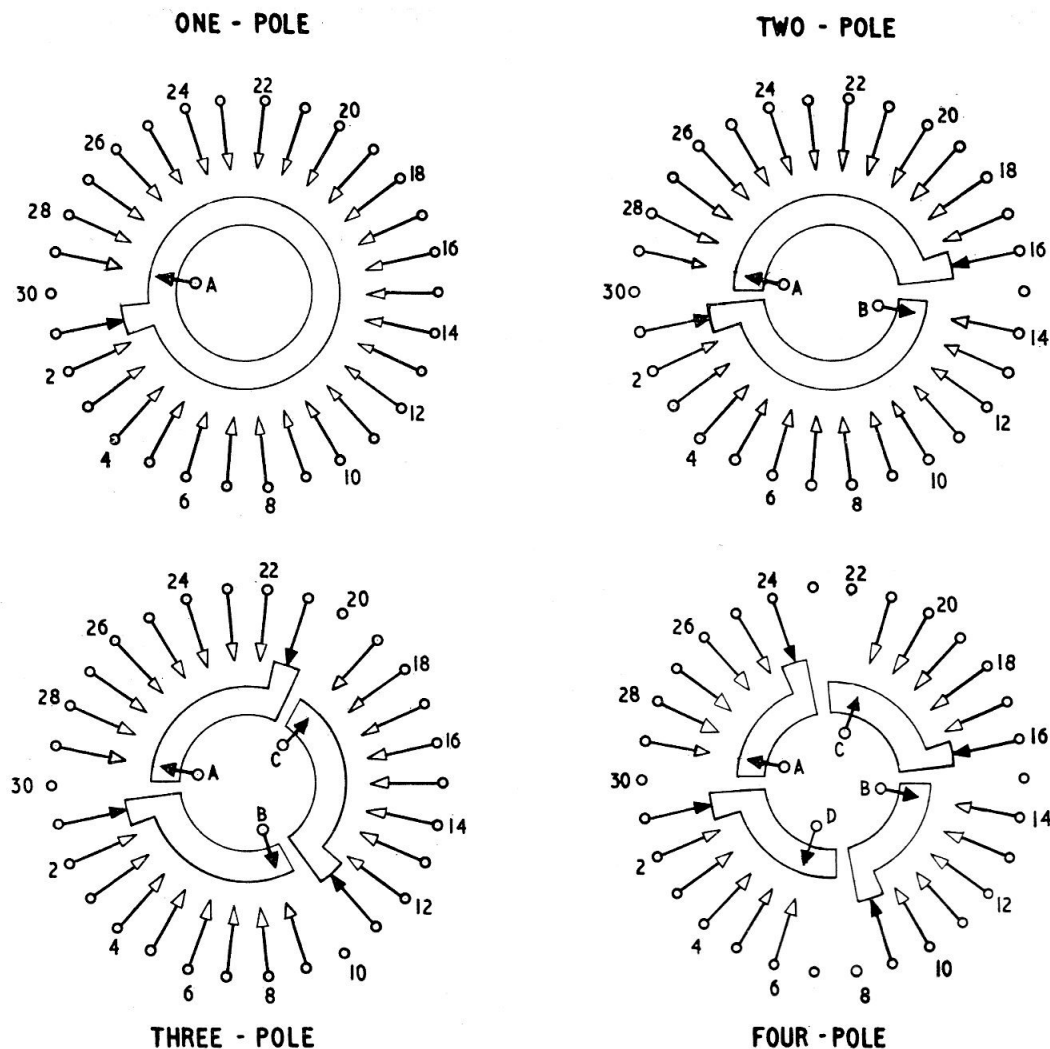 ONE - POLE
24 22 20
26 18
28 16
30 A
14
2 12
4 10
6 8
TWO - POLE
24 22 20
26 18
28 16
30 A
B
14
2 12
4 10
6 8
24 22 20
26 18
28 C 16
30 A
B 14
2 12
4 10
6 8
THREE - POLE
24 22 20
26 18
28 C 16
30 A B
D 14
2 12
4 10
6 8
FOUR - POLE